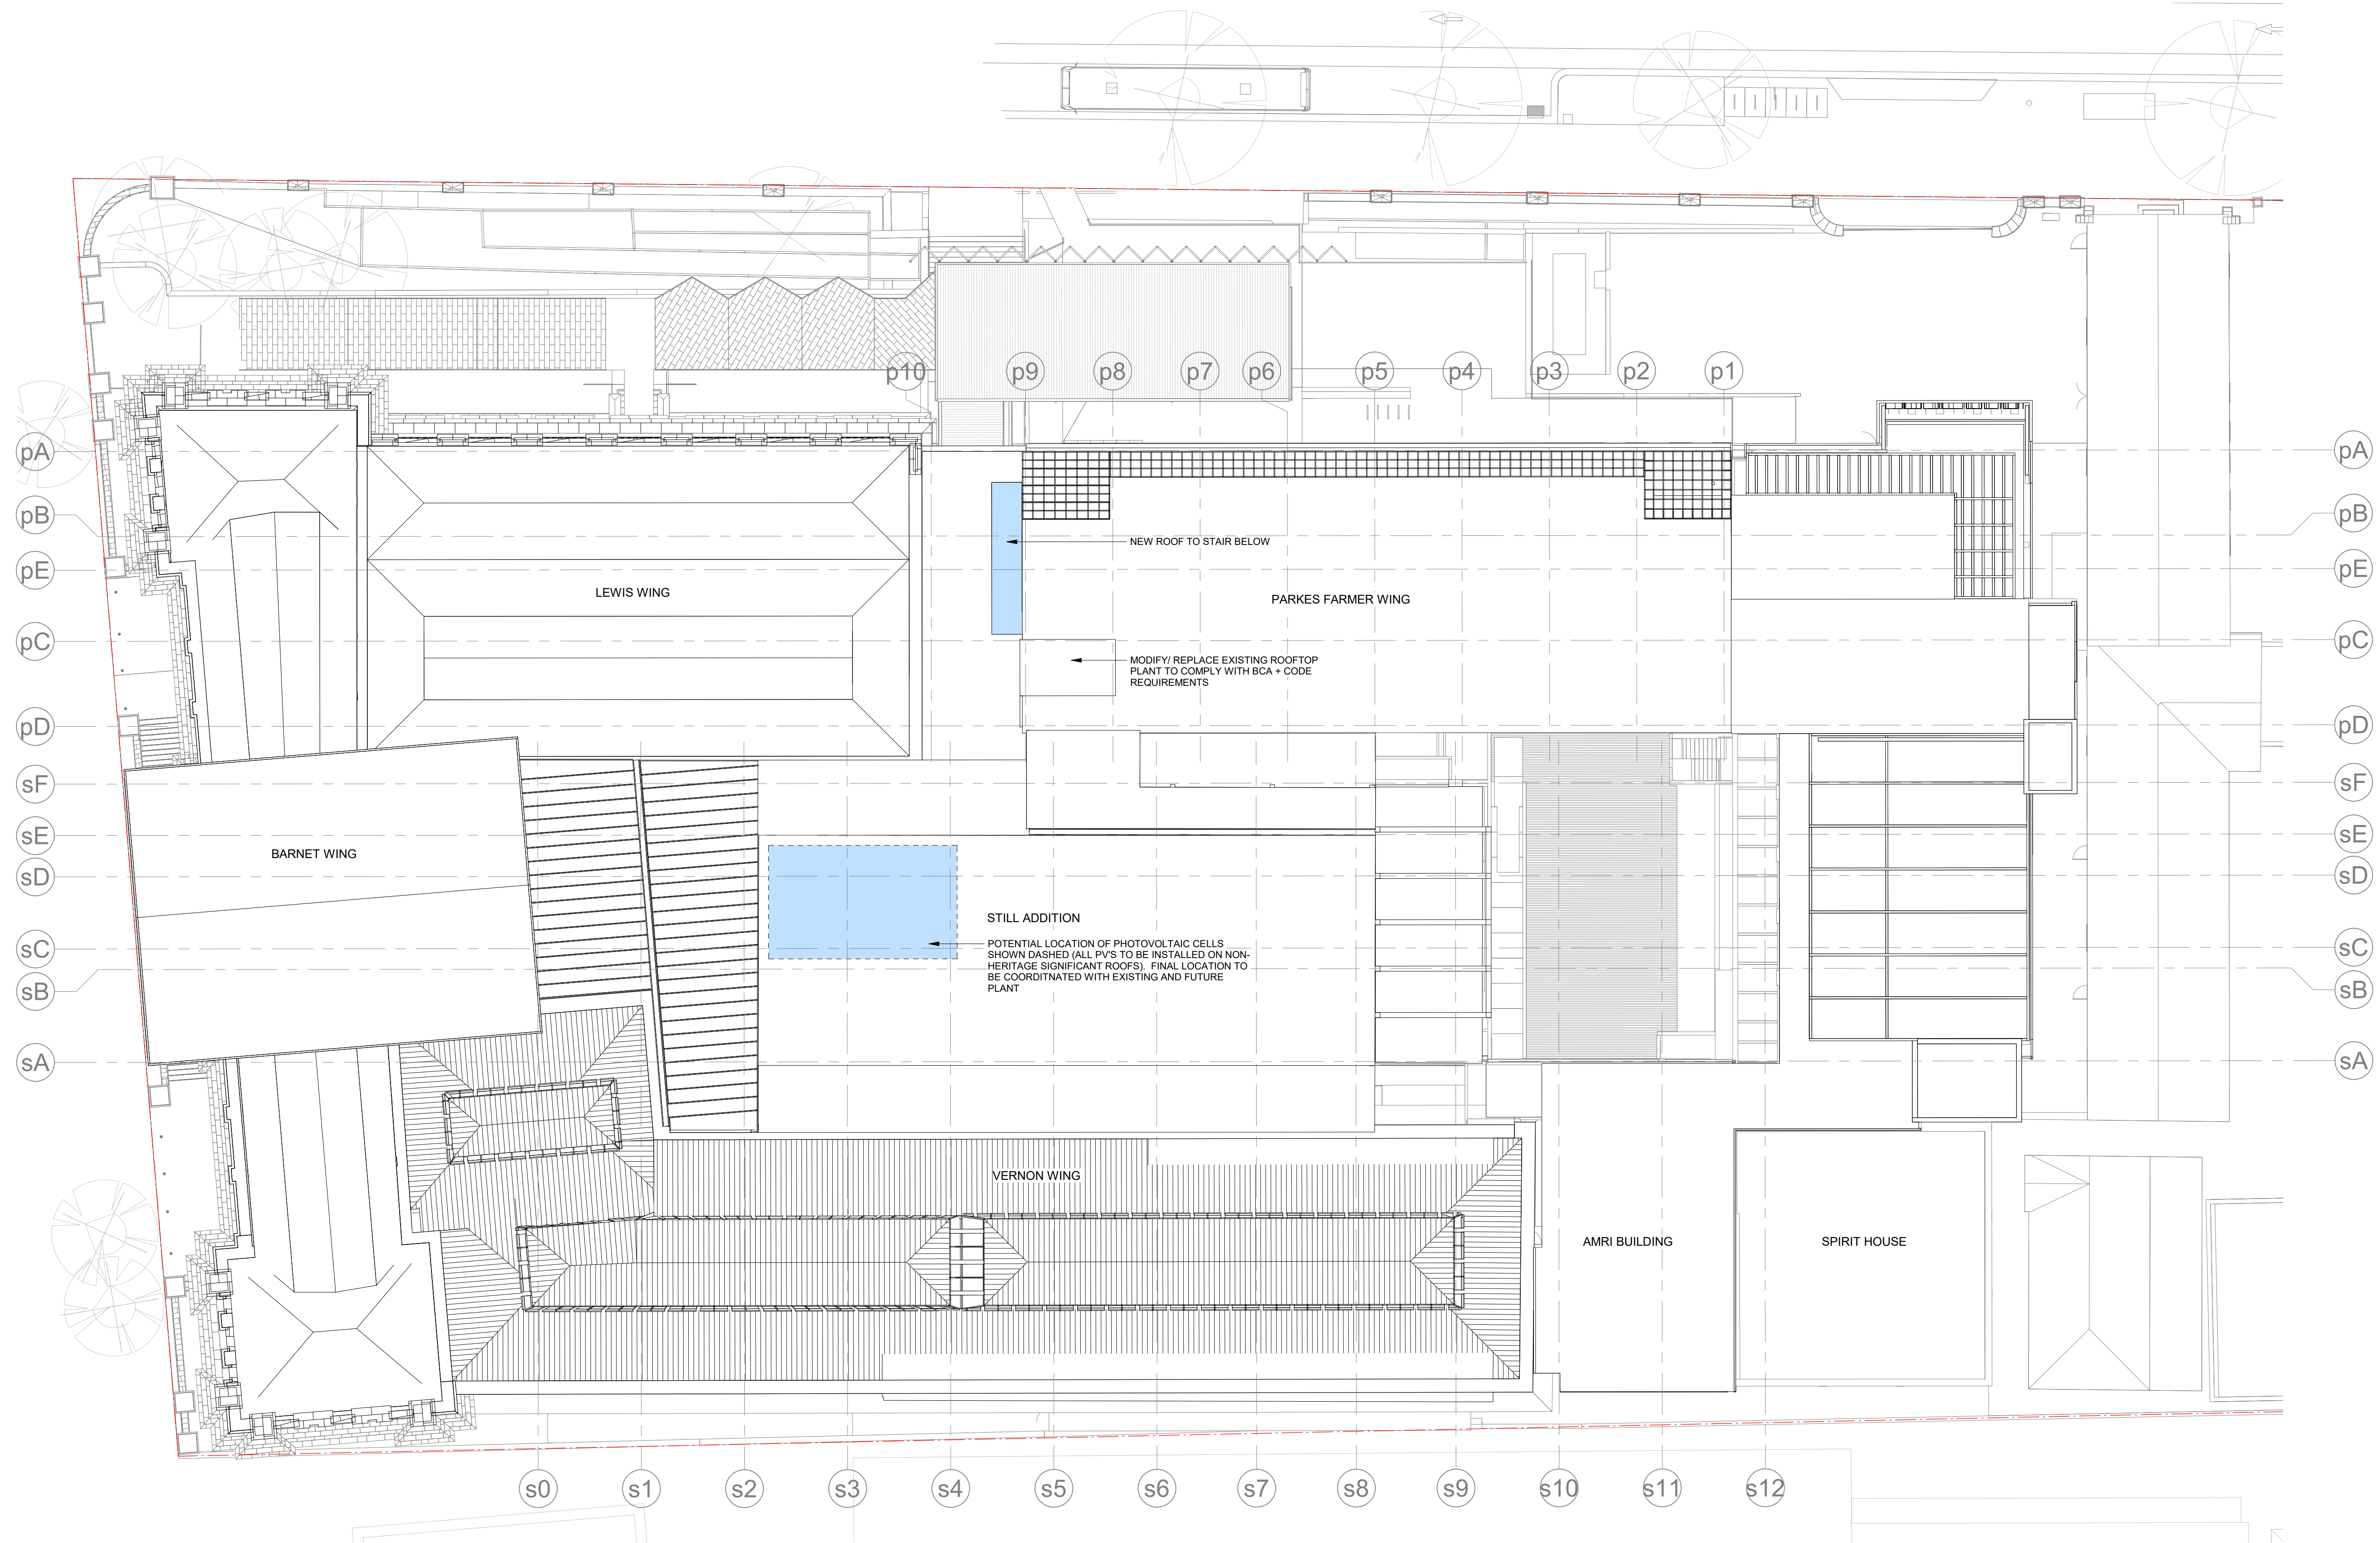 p10
p9
p8
p7
p6
p5
p4
p3
p2
p1
pA
pA
pB
pB
NEW ROOF TO STAIR BELOW
pE
pE
LEWIS WING
PARKES FARMER WING
pC
pC
MODIFY/ REPLACE EXISTING ROOFTOP
PLANT TO COMPLY WITH BCA + CODE
REQUIREMENTS
pD
pD
sF
sF
sE
sE
BARNET WING
sD
sD
STILL ADDITION
sC
sC
POTENTIAL LOCATION OF PHOTOVOLTAIC CELLS
SHOWN DASHED (ALL PV'S TO BE INSTALLED ON NON-
HERITAGE SIGNIFICANT ROOFS). FINAL LOCATION TO
BE COORDITNATED WITH EXISTING AND FUTURE
PLANT
sB
sB
sA
sA
VERNON WING
AMRI BUILDING
SPIRIT HOUSE
s0
s1
s2
s3
s4
s5
s6
s7
s8
s9
s10
s11
s12